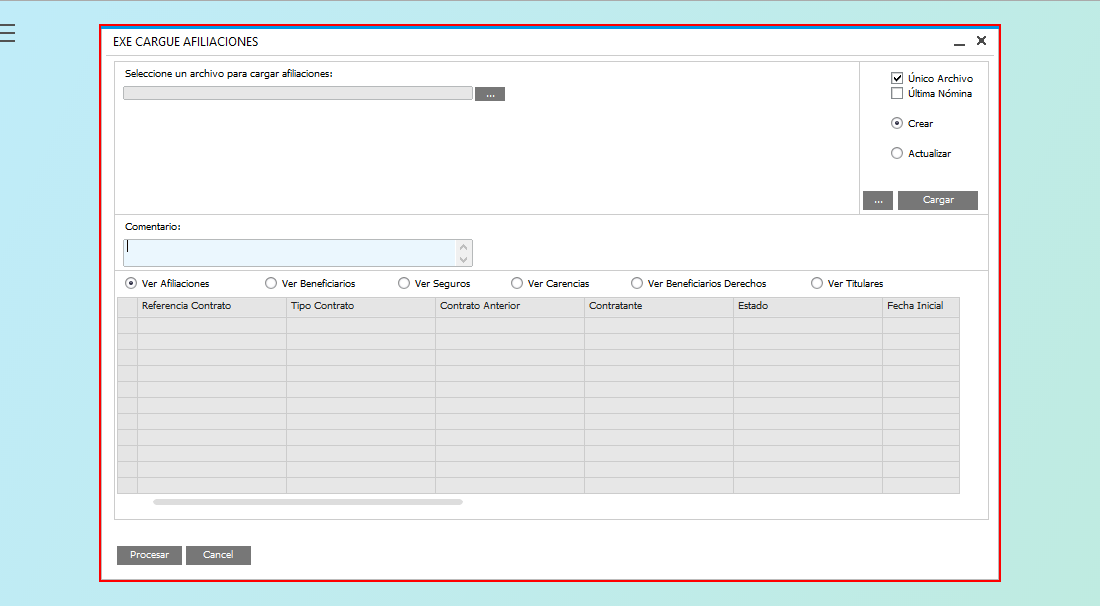 EXE CARGUE AFILIACIONES
Seleccione un archivo para cargar afiliaciones:
...
Único Archivo
Última Nómina
Crear
Actualizar
... Cargar
Comentario:
Ver Afiliaciones Ver Beneficiarios Ver Seguros Ver Carencias Ver Beneficiarios Derechos Ver Titulares
Referencia Contrato Tipo Contrato Contrato Anterior Contratante Estado Fecha Inicial
Procesar Cancel